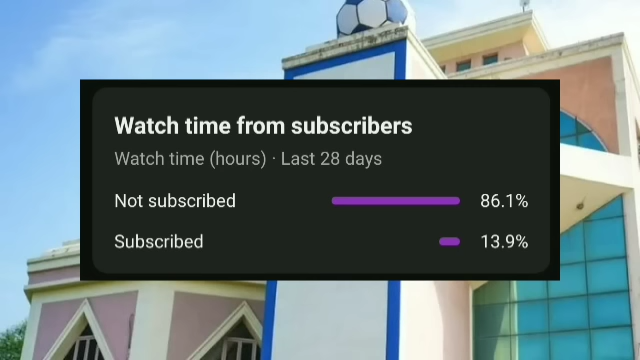 Watch time from subscribers
Watch time (hours) · Last 28 days
Not subscribed 86.1%
Subscribed 13.9%